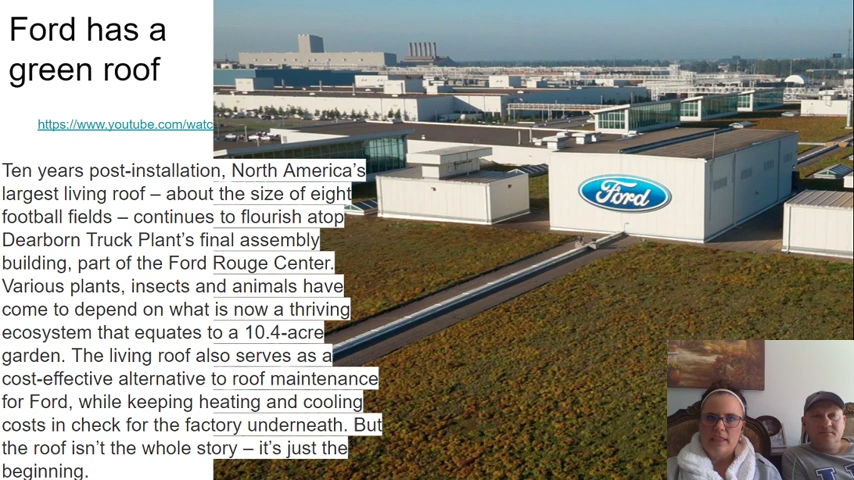 Ford has a
green roof
https://www.youtube.com/watc
Ten years post-installation, North America’s
largest living roof – about the size of eight
football fields – continues to flourish atop
Dearborn Truck Plant’s final assembly
building, part of the Ford Rouge Center.
Various plants, insects and animals have
come to depend on what is now a thriving
ecosystem that equates to a 10.4-acre
garden. The living roof also serves as a
cost-effective alternative to roof maintenance
for Ford, while keeping heating and cooling
costs in check for the factory underneath. But
the roof isn’t the whole story – it’s just the
beginning.
Ford